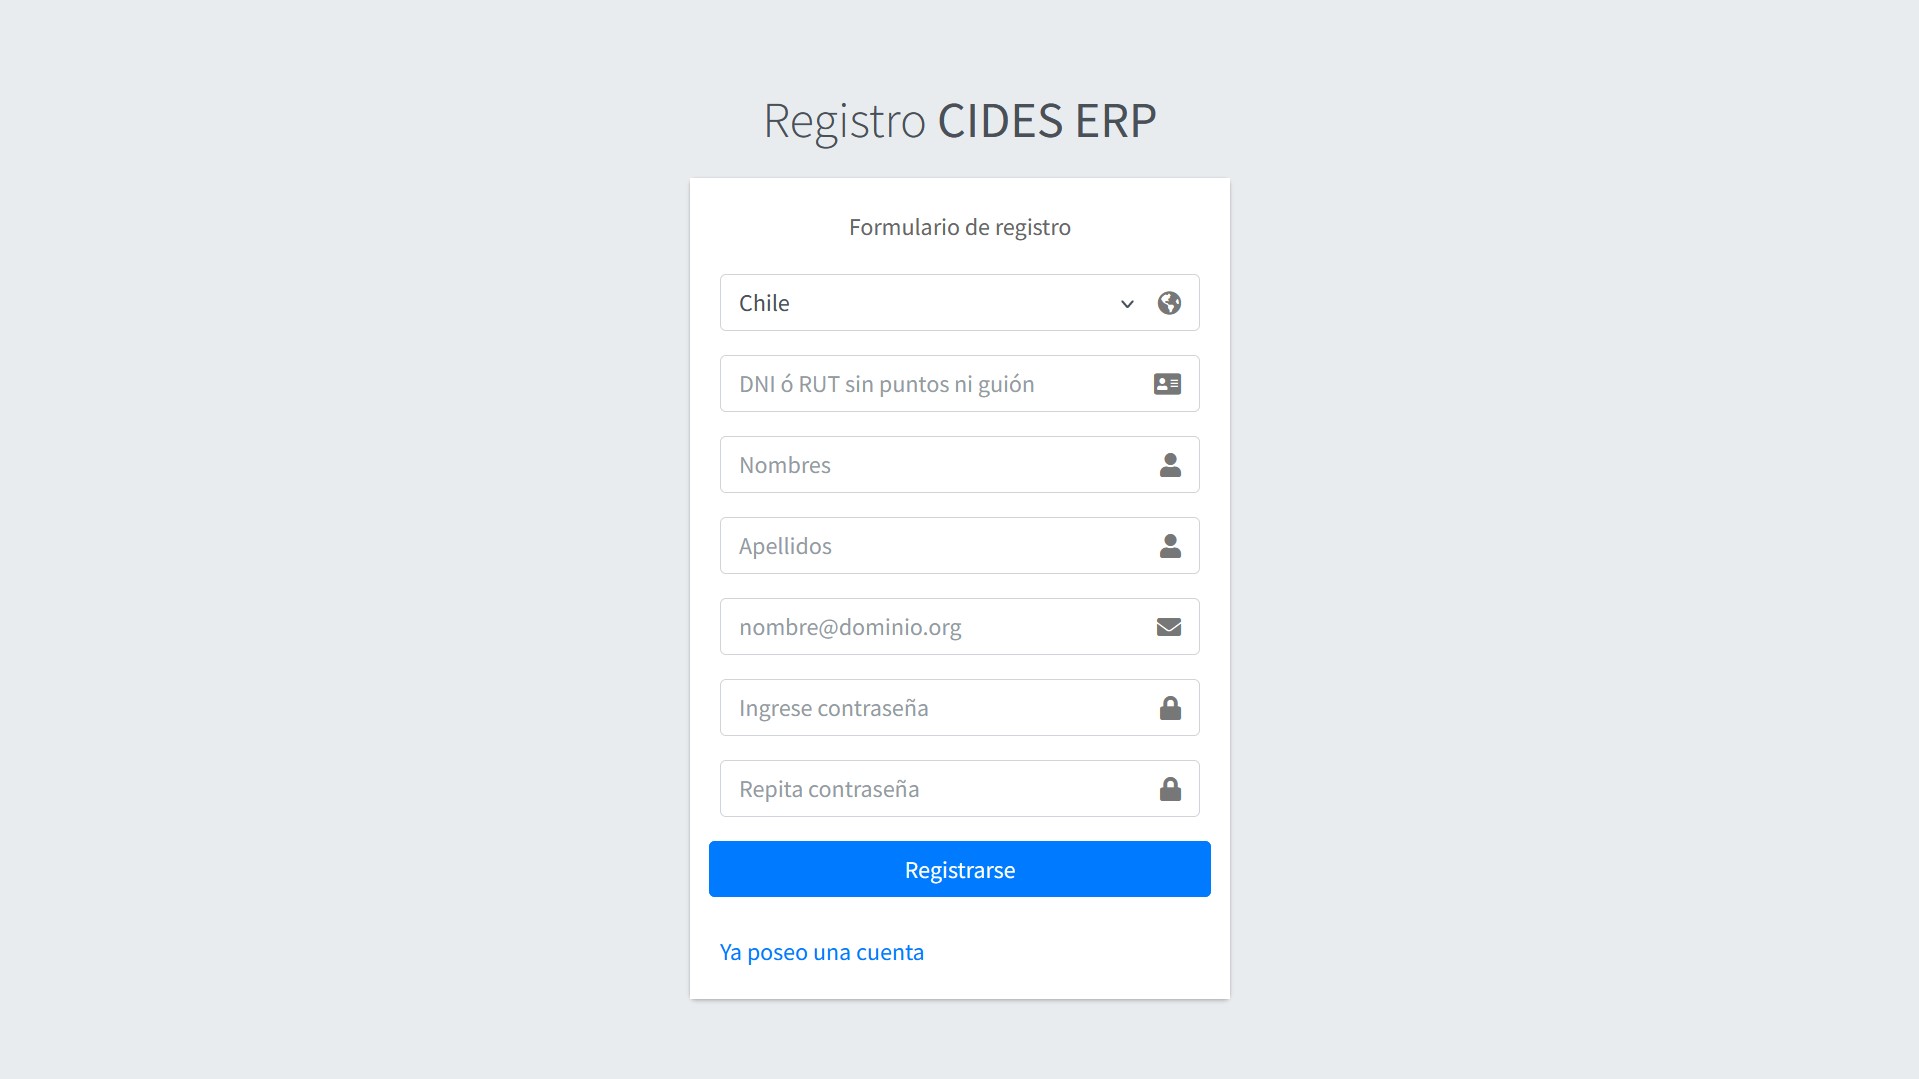 Registro CIDES ERP
Formulario de registro
Chile
DNI ó RUT sin puntos ni guión
Nombres
Apellidos
nombre@dominio.org
Ingrese contraseña
Repita contraseña
Registrarse
Ya poseo una cuenta